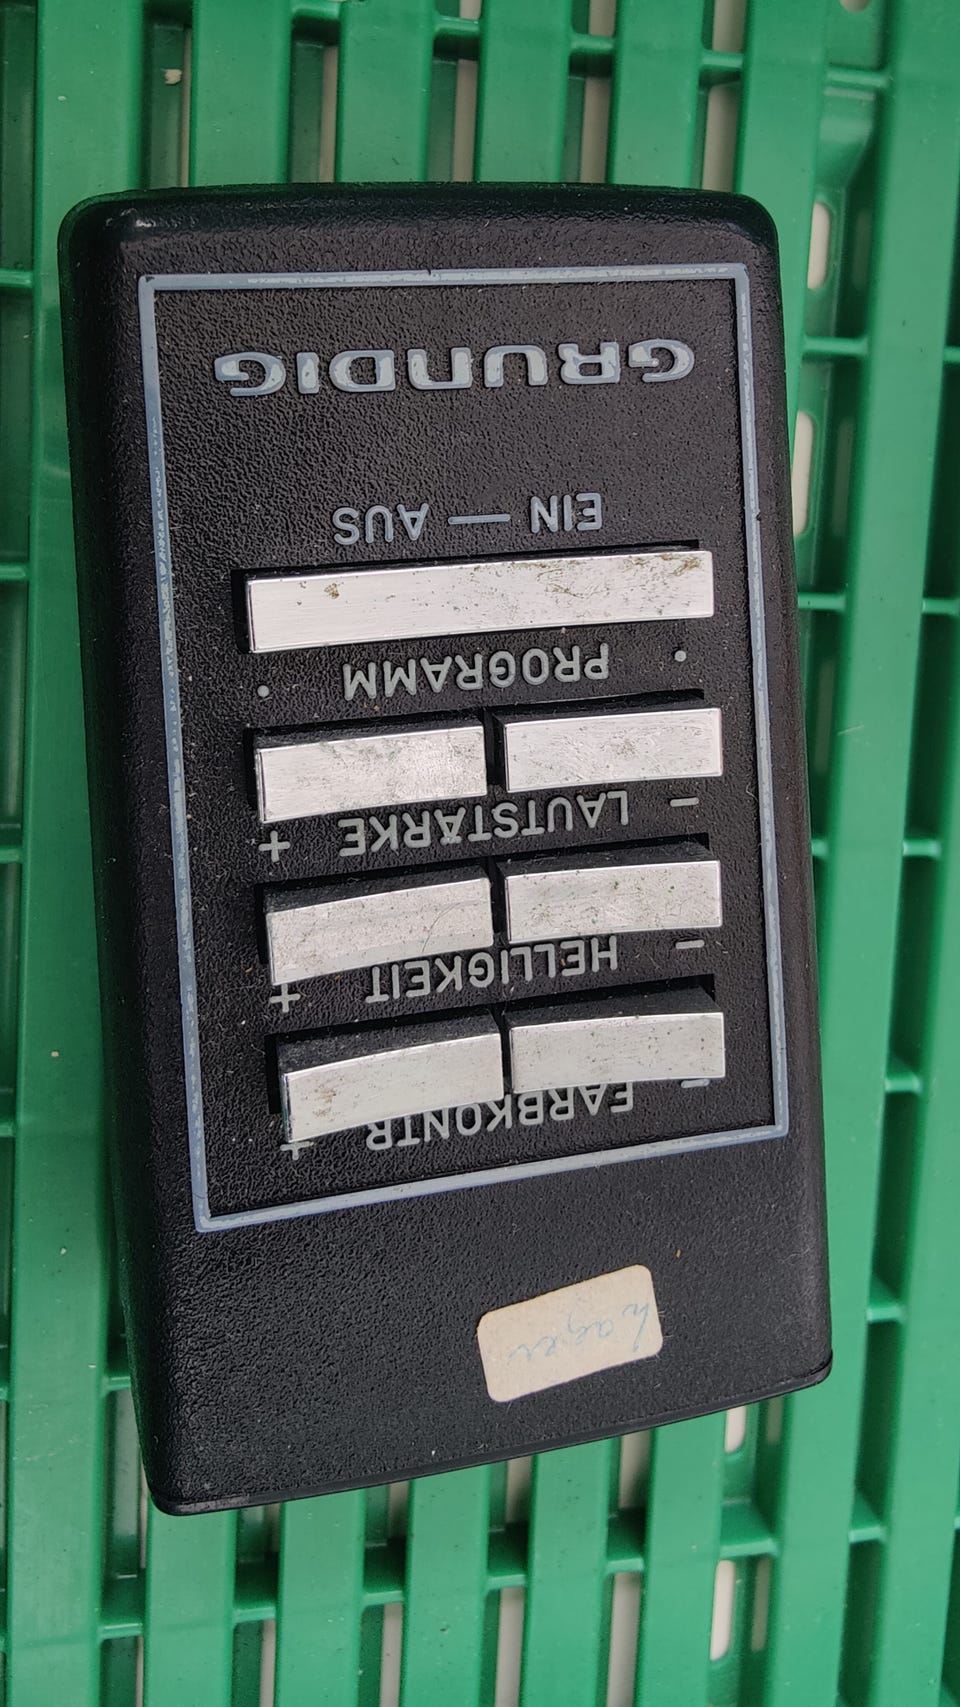 − FARBKONTR +
− HELLIGKEIT +
− LAUTSTÄRKE +
• PROGRAMM •
EIN — AUS
GRUNDIG